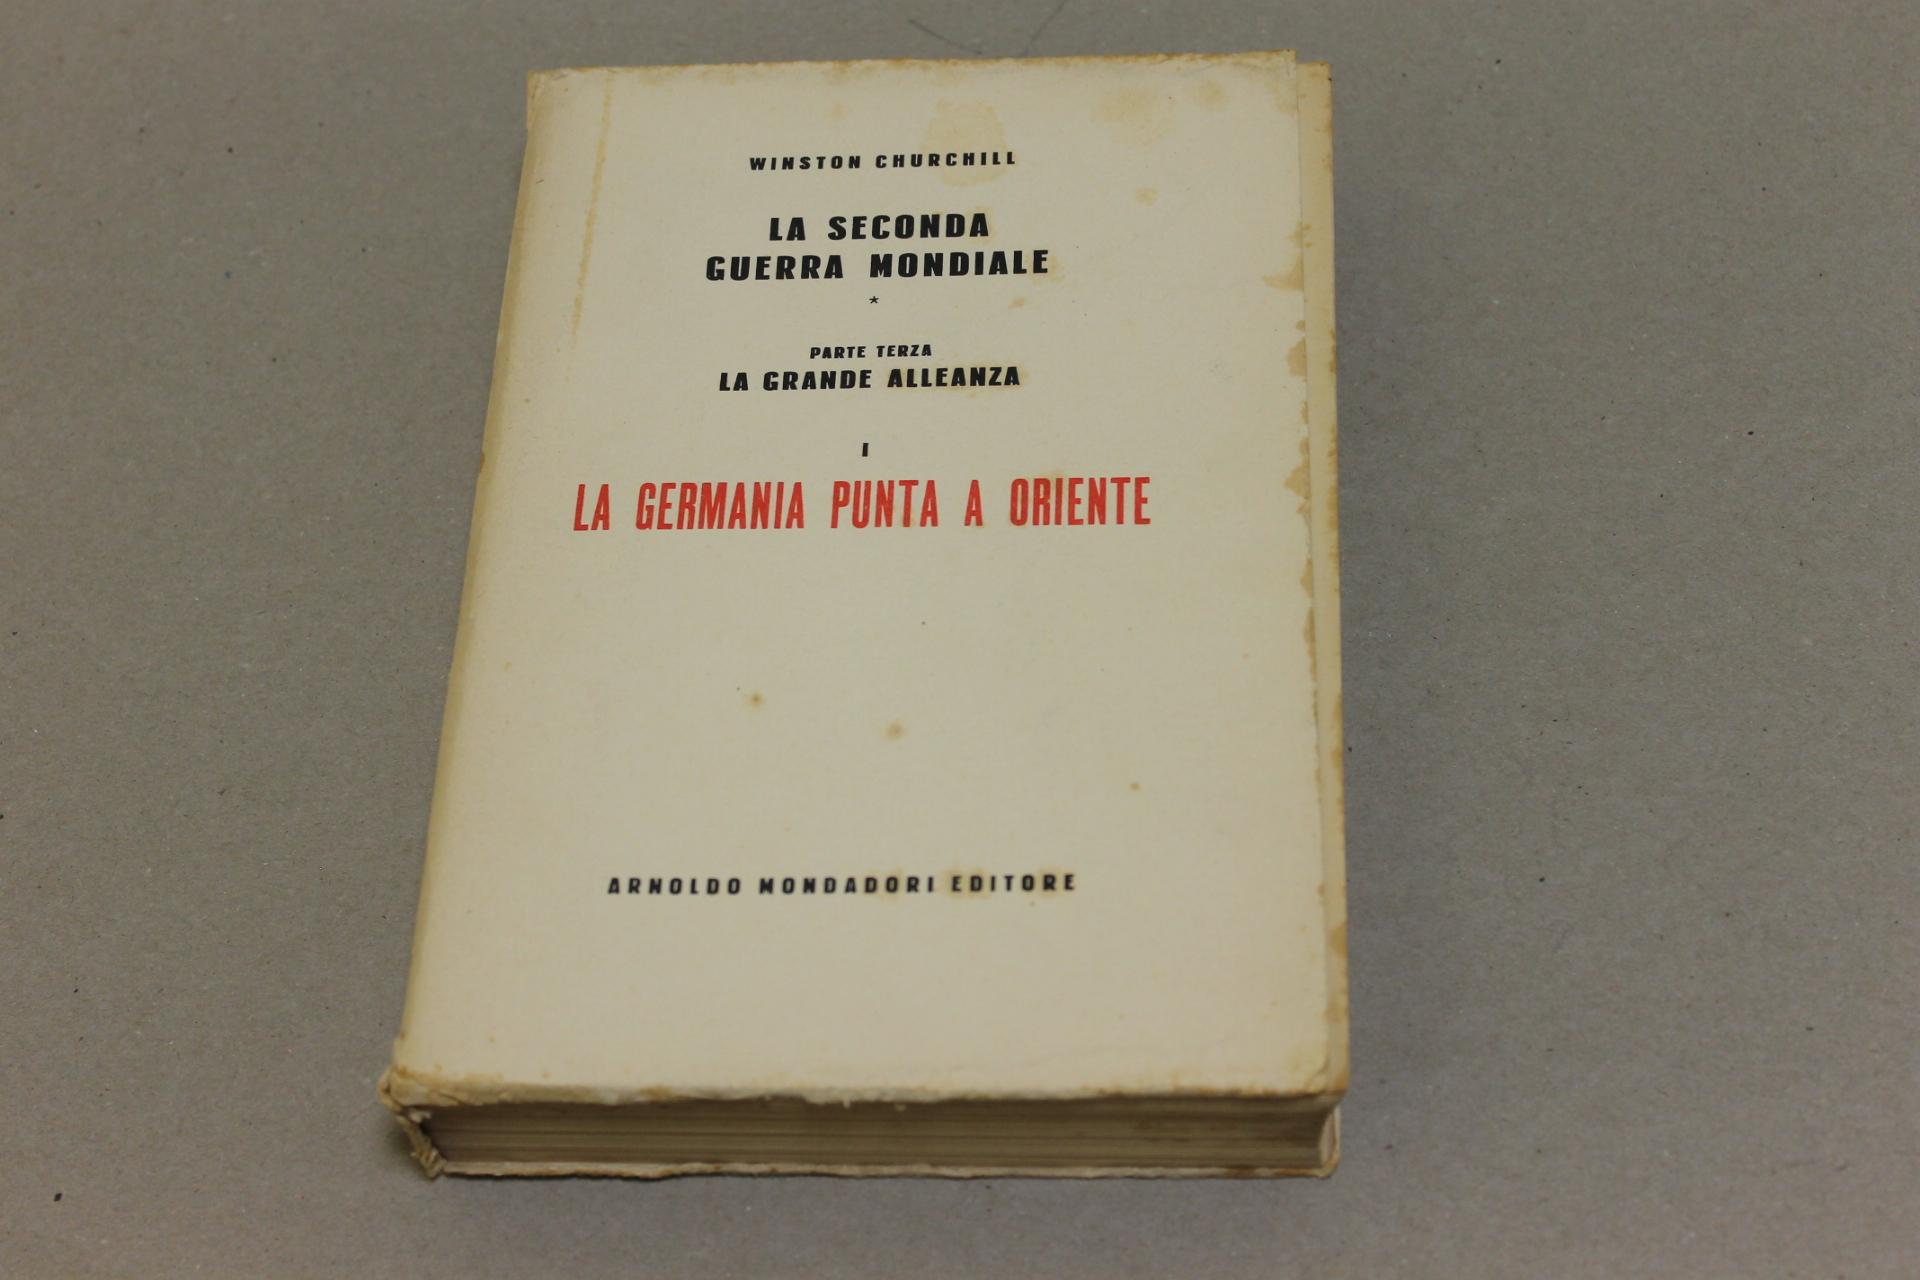 WINSTON CHURCHILL
LA SECONDA
GUERRA MONDIALE
*
PARTE TERZA
LA GRANDE ALLEANZA
I
LA GERMANIA PUNTA A ORIENTE
ARNOLDO MONDADORI EDITORE